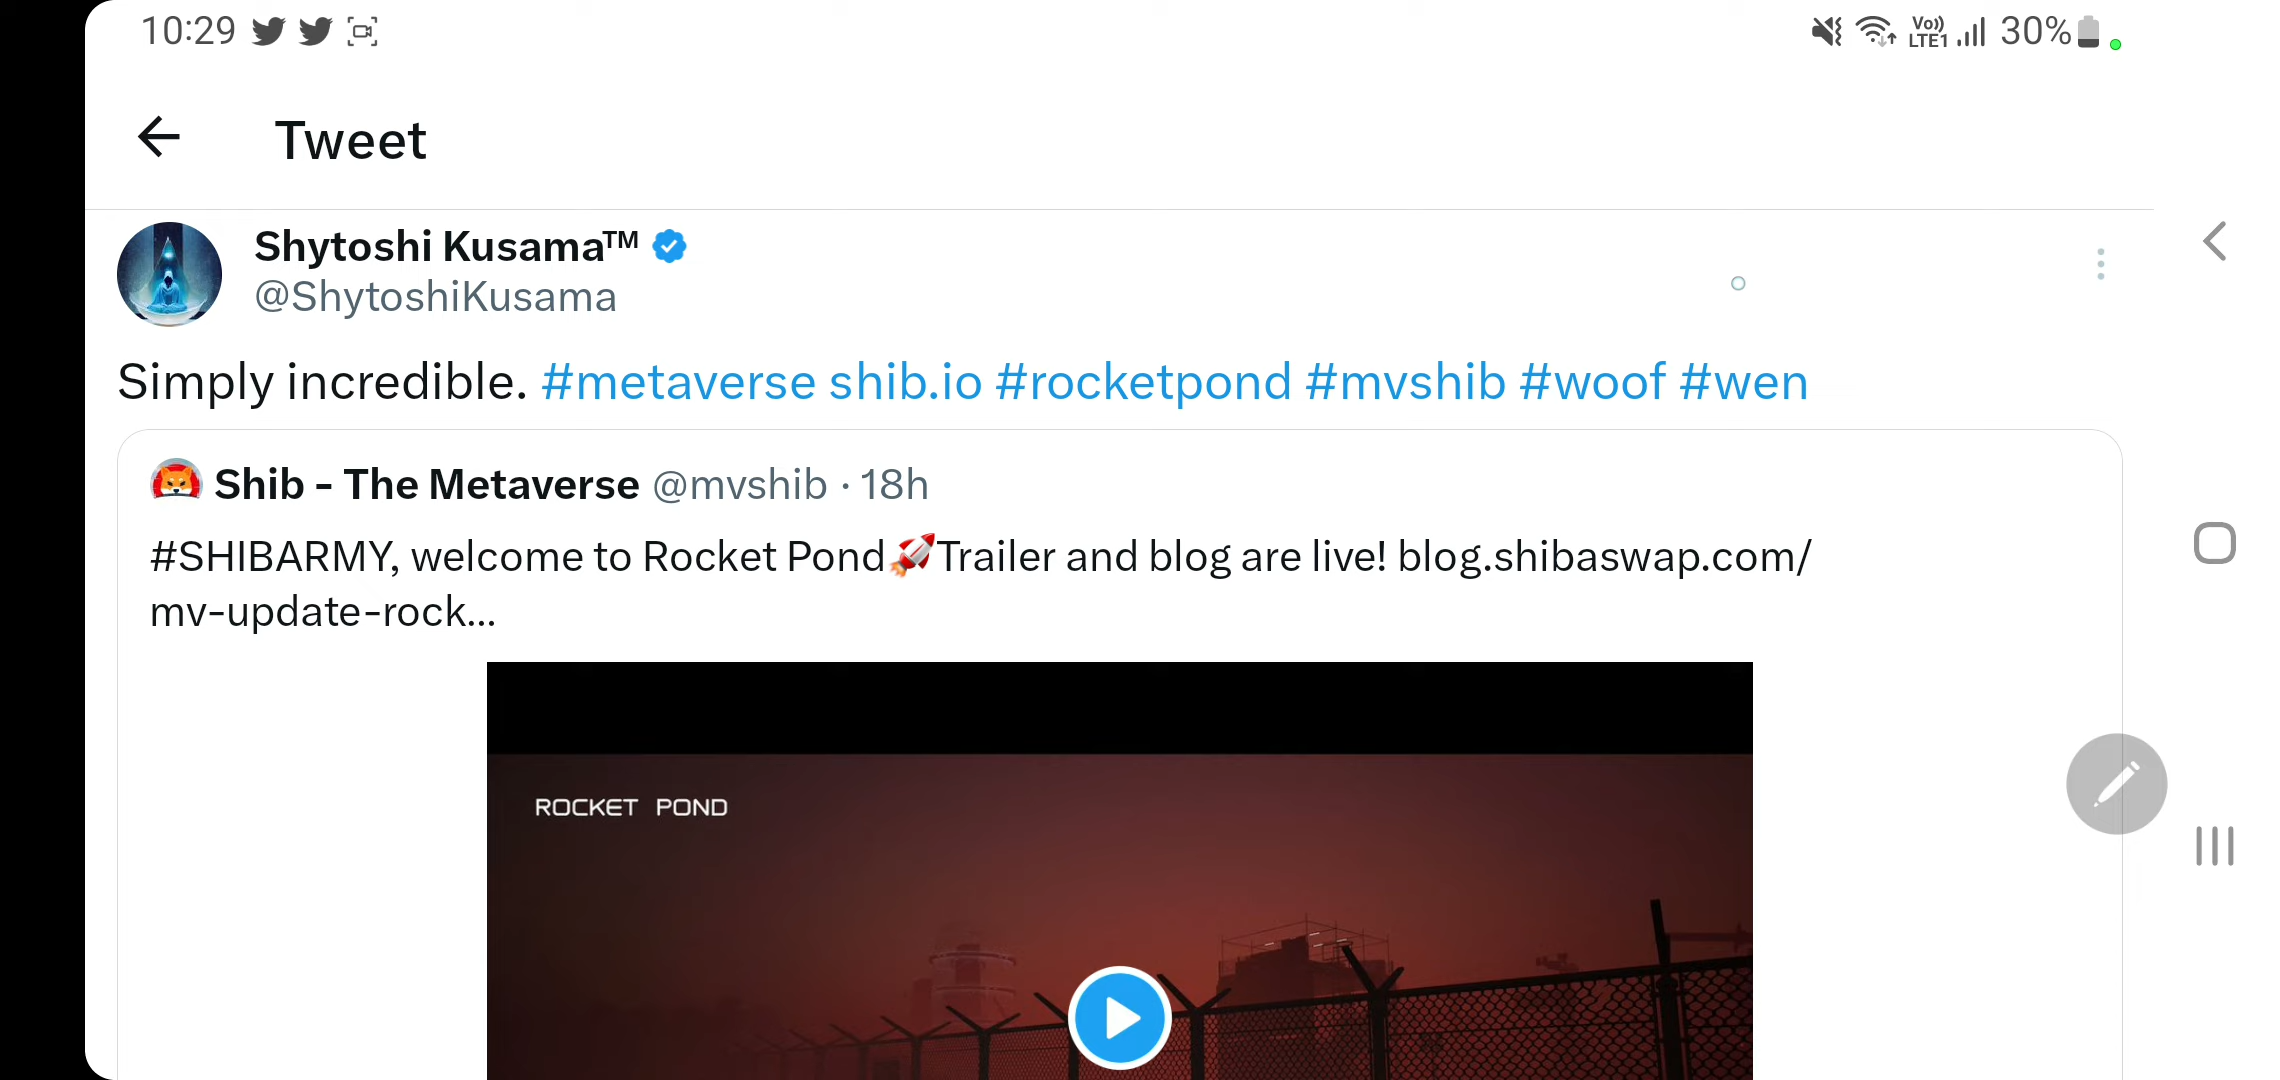 10:29
Vo)) LTE1 30%
Tweet
Shytoshi Kusama™
@ShytoshiKusama
Simply incredible. #metaverse shib.io #rocketpond #mvshib #woof #wen
Shib - The Metaverse @mvshib · 18h
#SHIBARMY, welcome to Rocket Pond🚀Trailer and blog are live! blog.shibaswap.com/
mv-update-rock...
ROCKET POND